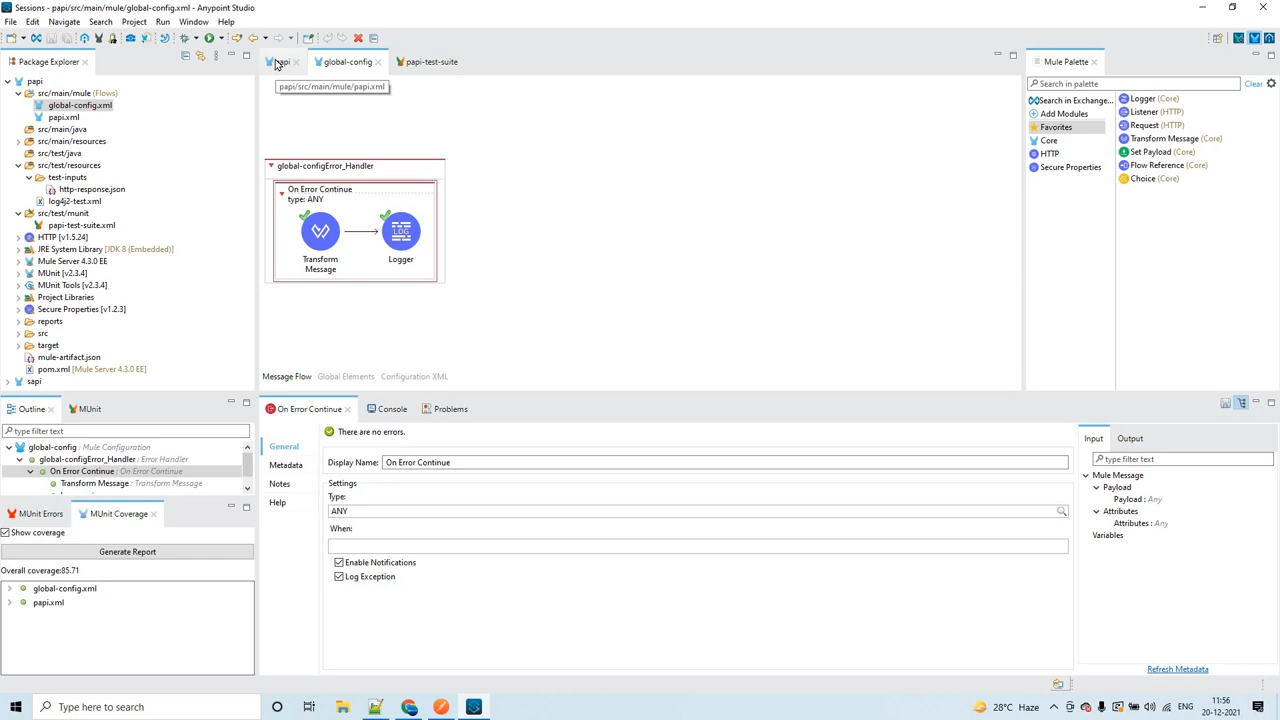 Sessions - papi/src/main/mule/global-config.xml - Anypoint Studio
File Edit Navigate Search Project Run Window Help
Package Explorer
papi
src/main/mule (Flows)
global-config.xml
papi.xml
src/main/java
src/main/resources
src/test/java
src/test/resources
test-inputs
http-response.json
log4j2-test.xml
src/test/munit
papi-test-suite.xml
HTTP [v1.5.24]
JRE System Library [JDK 8 (Embedded)]
Mule Server 4.3.0 EE
MUnit [v2.3.4]
MUnit Tools [v2.3.4]
Project Libraries
Secure Properties [v1.2.3]
reports
src
target
mule-artifact.json
pom.xml [Mule Server 4.3.0 EE]
sapi
papi global-config papi-test-suite
papi/src/main/mule/papi.xml
global-configError_Handler
On Error Continue
type: ANY
LOG
Transform
Message
Logger
Message Flow Global Elements Configuration XML
Mule Palette
Search in palette Clear
Search in Exchange...
Add Modules
Favorites
Core
HTTP
Secure Properties
Logger (Core)
Listener (HTTP)
Request (HTTP)
Transform Message (Core)
Set Payload (Core)
Flow Reference (Core)
Choice (Core)
Outline MUnit
type filter text
global-config : Mule Configuration
global-configError_Handler : Error Handler
On Error Continue : On Error Continue
Transform Message : Transform Message
MUnit Errors MUnit Coverage
Show coverage
Generate Report
Overall coverage:85.71
global-config.xml
papi.xml
On Error Continue Console Problems
There are no errors.
General
Metadata
Notes
Help
Display Name: On Error Continue
Settings
Type:
ANY
When:
Enable Notifications
Log Exception
Input Output
type filter text
Mule Message
Payload
Payload : Any
Attributes
Attributes : Any
Variables
Refresh Metadata
Type here to search
28°C Haze
ENG
11:56
20-12-2021